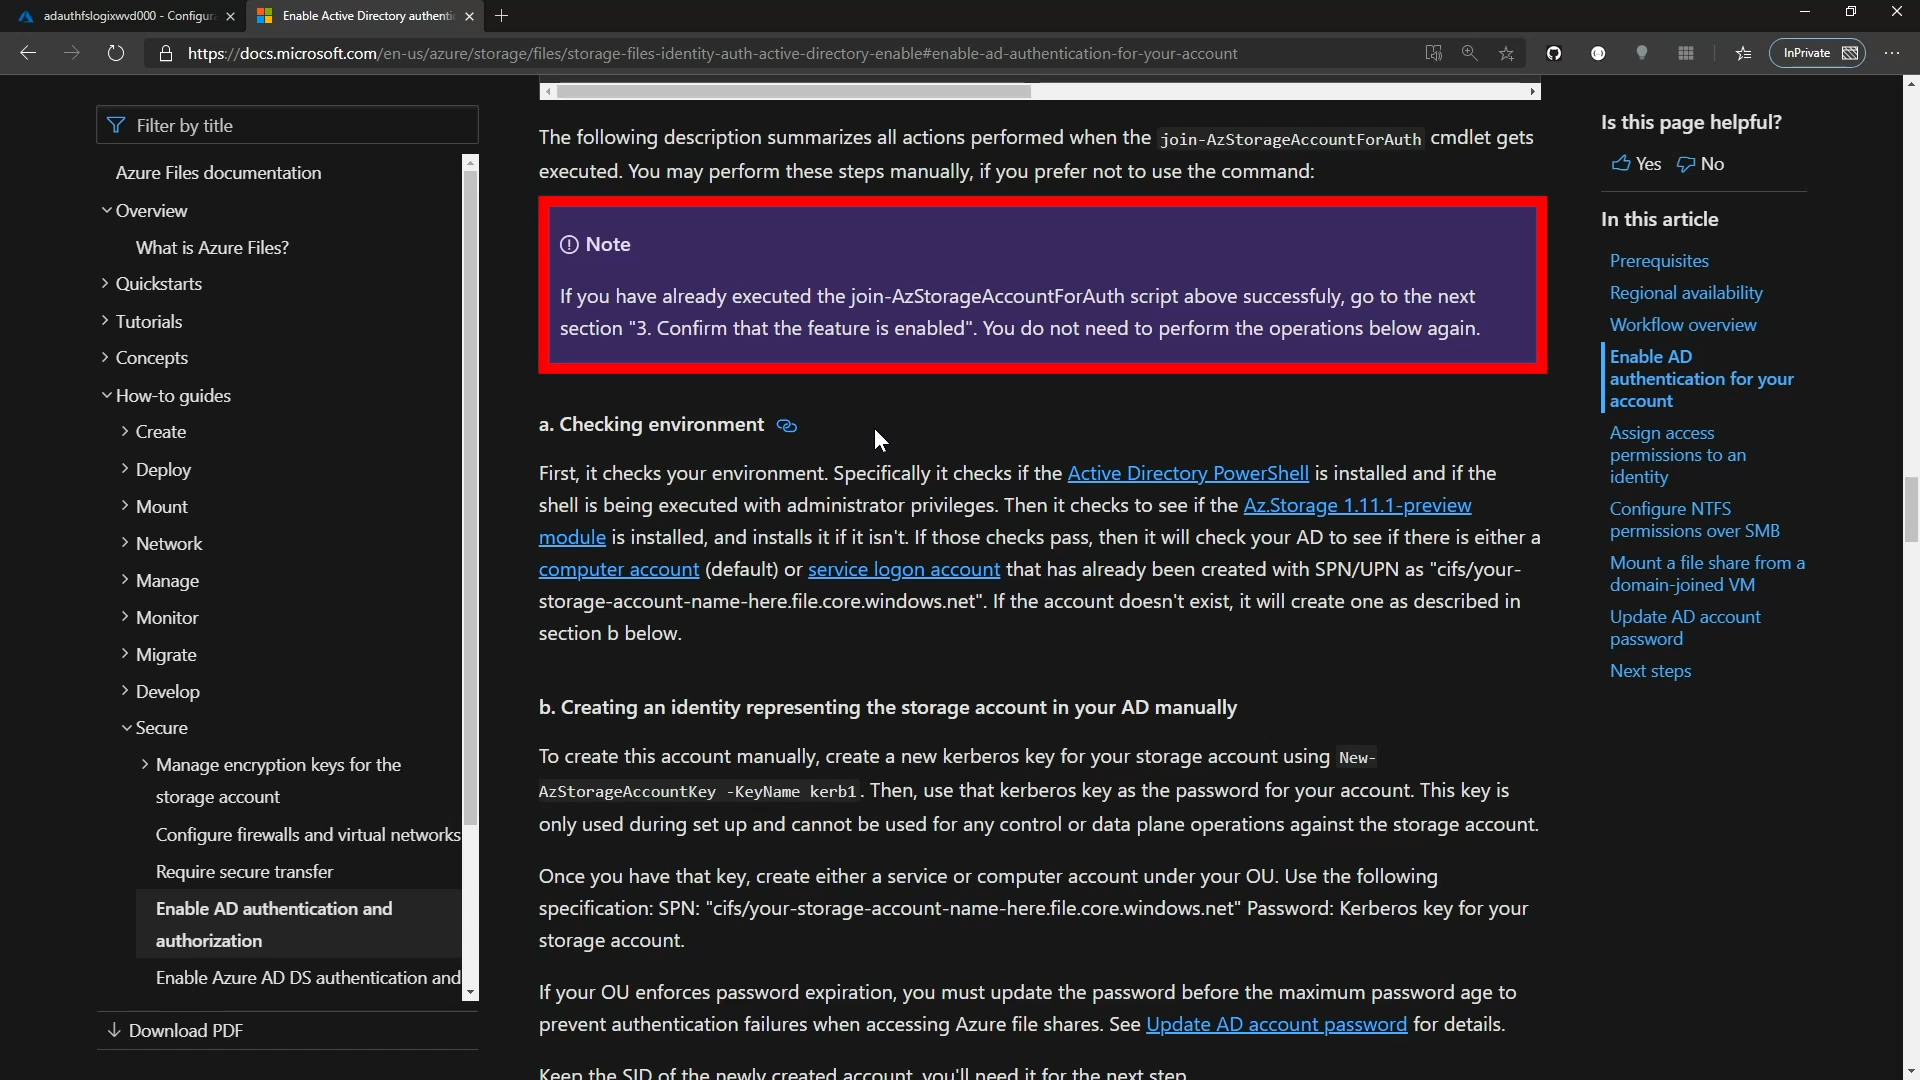 adauthfslogixwvd000 - Configur
Enable Active Directory authentic
https://docs.microsoft.com/en-us/azure/storage/files/storage-files-identity-auth-active-directory-enable#enable-ad-authentication-for-your-account
InPrivate
Filter by title
Azure Files documentation
Overview
What is Azure Files?
Quickstarts
Tutorials
Concepts
How-to guides
Create
Deploy
Mount
Network
Manage
Monitor
Migrate
Develop
Secure
Manage encryption keys for the
storage account
Configure firewalls and virtual networks
Require secure transfer
Enable AD authentication and
authorization
Enable Azure AD DS authentication and
Download PDF
The following description summarizes all actions performed when the join-AzStorageAccountForAuth cmdlet gets
executed. You may perform these steps manually, if you prefer not to use the command:
Note
If you have already executed the join-AzStorageAccountForAuth script above successfuly, go to the next
section "3. Confirm that the feature is enabled". You do not need to perform the operations below again.
a. Checking environment
First, it checks your environment. Specifically it checks if the Active Directory PowerShell is installed and if the
shell is being executed with administrator privileges. Then it checks to see if the Az.Storage 1.11.1-preview
module is installed, and installs it if it isn't. If those checks pass, then it will check your AD to see if there is either a
computer account (default) or service logon account that has already been created with SPN/UPN as "cifs/your-
storage-account-name-here.file.core.windows.net". If the account doesn't exist, it will create one as described in
section b below.
b. Creating an identity representing the storage account in your AD manually
To create this account manually, create a new kerberos key for your storage account using New-
AzStorageAccountKey -KeyName kerb1. Then, use that kerberos key as the password for your account. This key is
only used during set up and cannot be used for any control or data plane operations against the storage account.
Once you have that key, create either a service or computer account under your OU. Use the following
specification: SPN: "cifs/your-storage-account-name-here.file.core.windows.net" Password: Kerberos key for your
storage account.
If your OU enforces password expiration, you must update the password before the maximum password age to
prevent authentication failures when accessing Azure file shares. See Update AD account password for details.
Keep the SID of the newly created account, you'll need it for the next step.
Is this page helpful?
Yes No
In this article
Prerequisites
Regional availability
Workflow overview
Enable AD
authentication for your
account
Assign access
permissions to an
identity
Configure NTFS
permissions over SMB
Mount a file share from a
domain-joined VM
Update AD account
password
Next steps